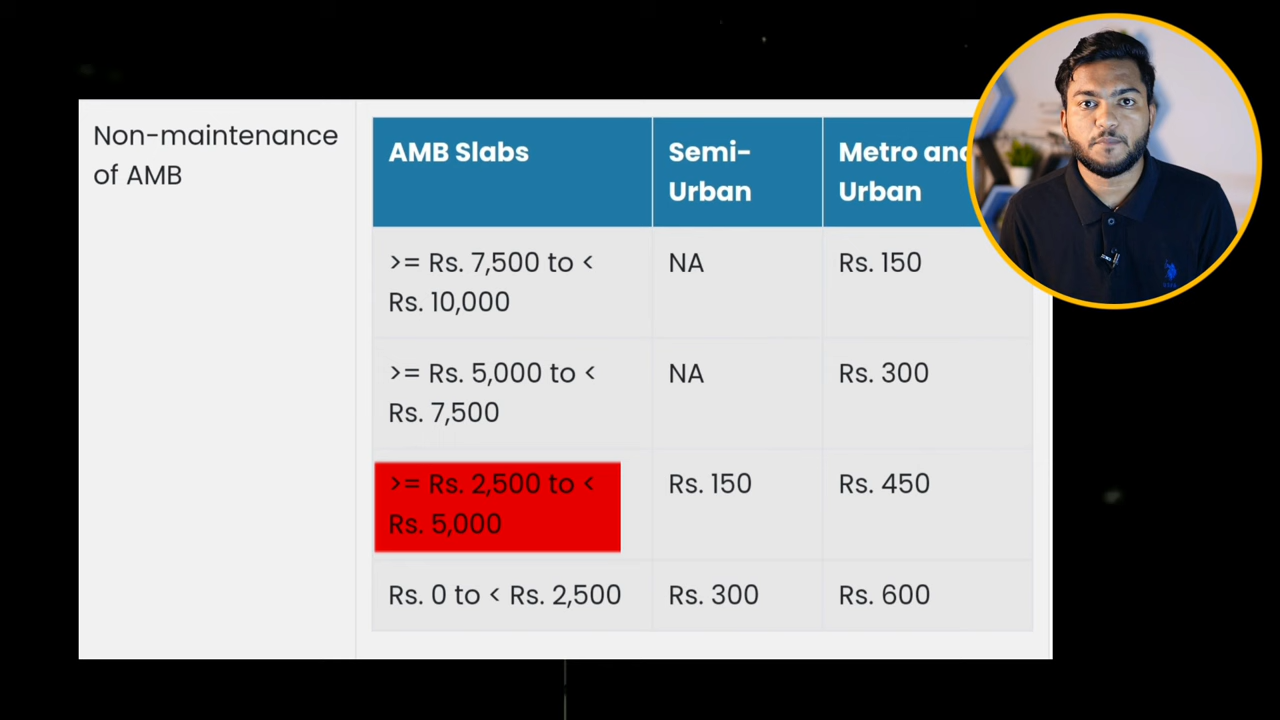 Non-maintenance
of AMB
AMB Slabs
Semi-
Urban
Metro and
Urban
>= Rs. 7,500 to <
Rs. 10,000
NA
Rs. 150
>= Rs. 5,000 to <
Rs. 7,500
NA
Rs. 300
>= Rs. 2,500 to <
Rs. 5,000
Rs. 150
Rs. 450
Rs. 0 to < Rs. 2,500
Rs. 300
Rs. 600